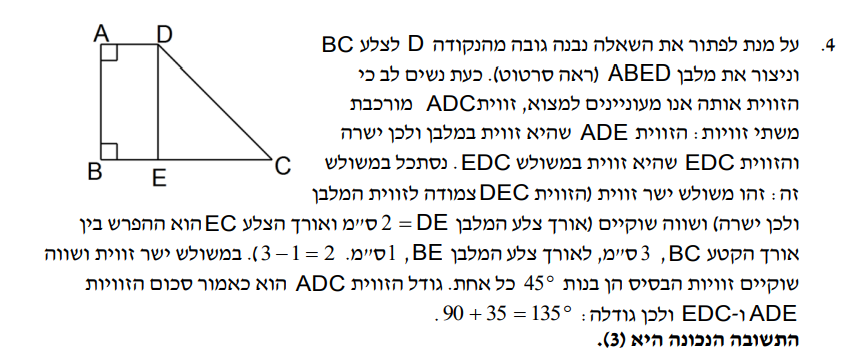 4. על מנת לפתור את השאלה נבנה גובה מהנקודה D לצלע BC
וניצור את מלבן ABED (ראה סרטוט). כעת נשים לב כי
הזווית אותה אנו מעוניינים למצוא, זווית ADC מורכבת
משתי זוויות: הזווית ADE שהיא זווית במלבן ולכן ישרה
והזווית EDC שהיא זווית במשולש EDC. נסתכל במשולש
זה: זהו משולש ישר זווית (הזווית DEC צמודה לזווית המלבן
ולכן ישרה) ושווה שוקיים (אורך צלע המלבן DE = 2 ס״מ ואורך הצלע EC הוא ההפרש בין
אורך הקטע BC, 3 ס״מ, לאורך צלע המלבן BE, 1 ס״מ. 3 – 1 = 2). במשולש ישר זווית ושווה
שוקיים זוויות הבסיס הן בנות 45° כל אחת. גודל הזווית ADC הוא כאמור סכום הזוויות
ADE ו-EDC ולכן גודלה: 90 + 35 = 135°.
התשובה הנכונה היא (3).
A D
B E C